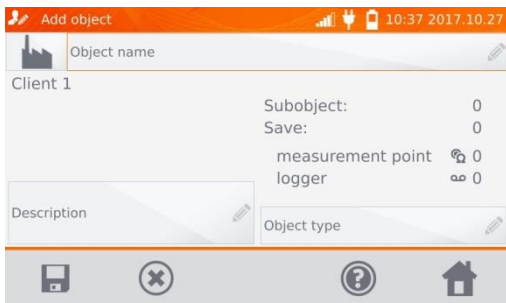 Add object 10:37 2017.10.27
Object name
Client 1
Subobject: 0
Save: 0
measurement point 0
logger 0
Description
Object type